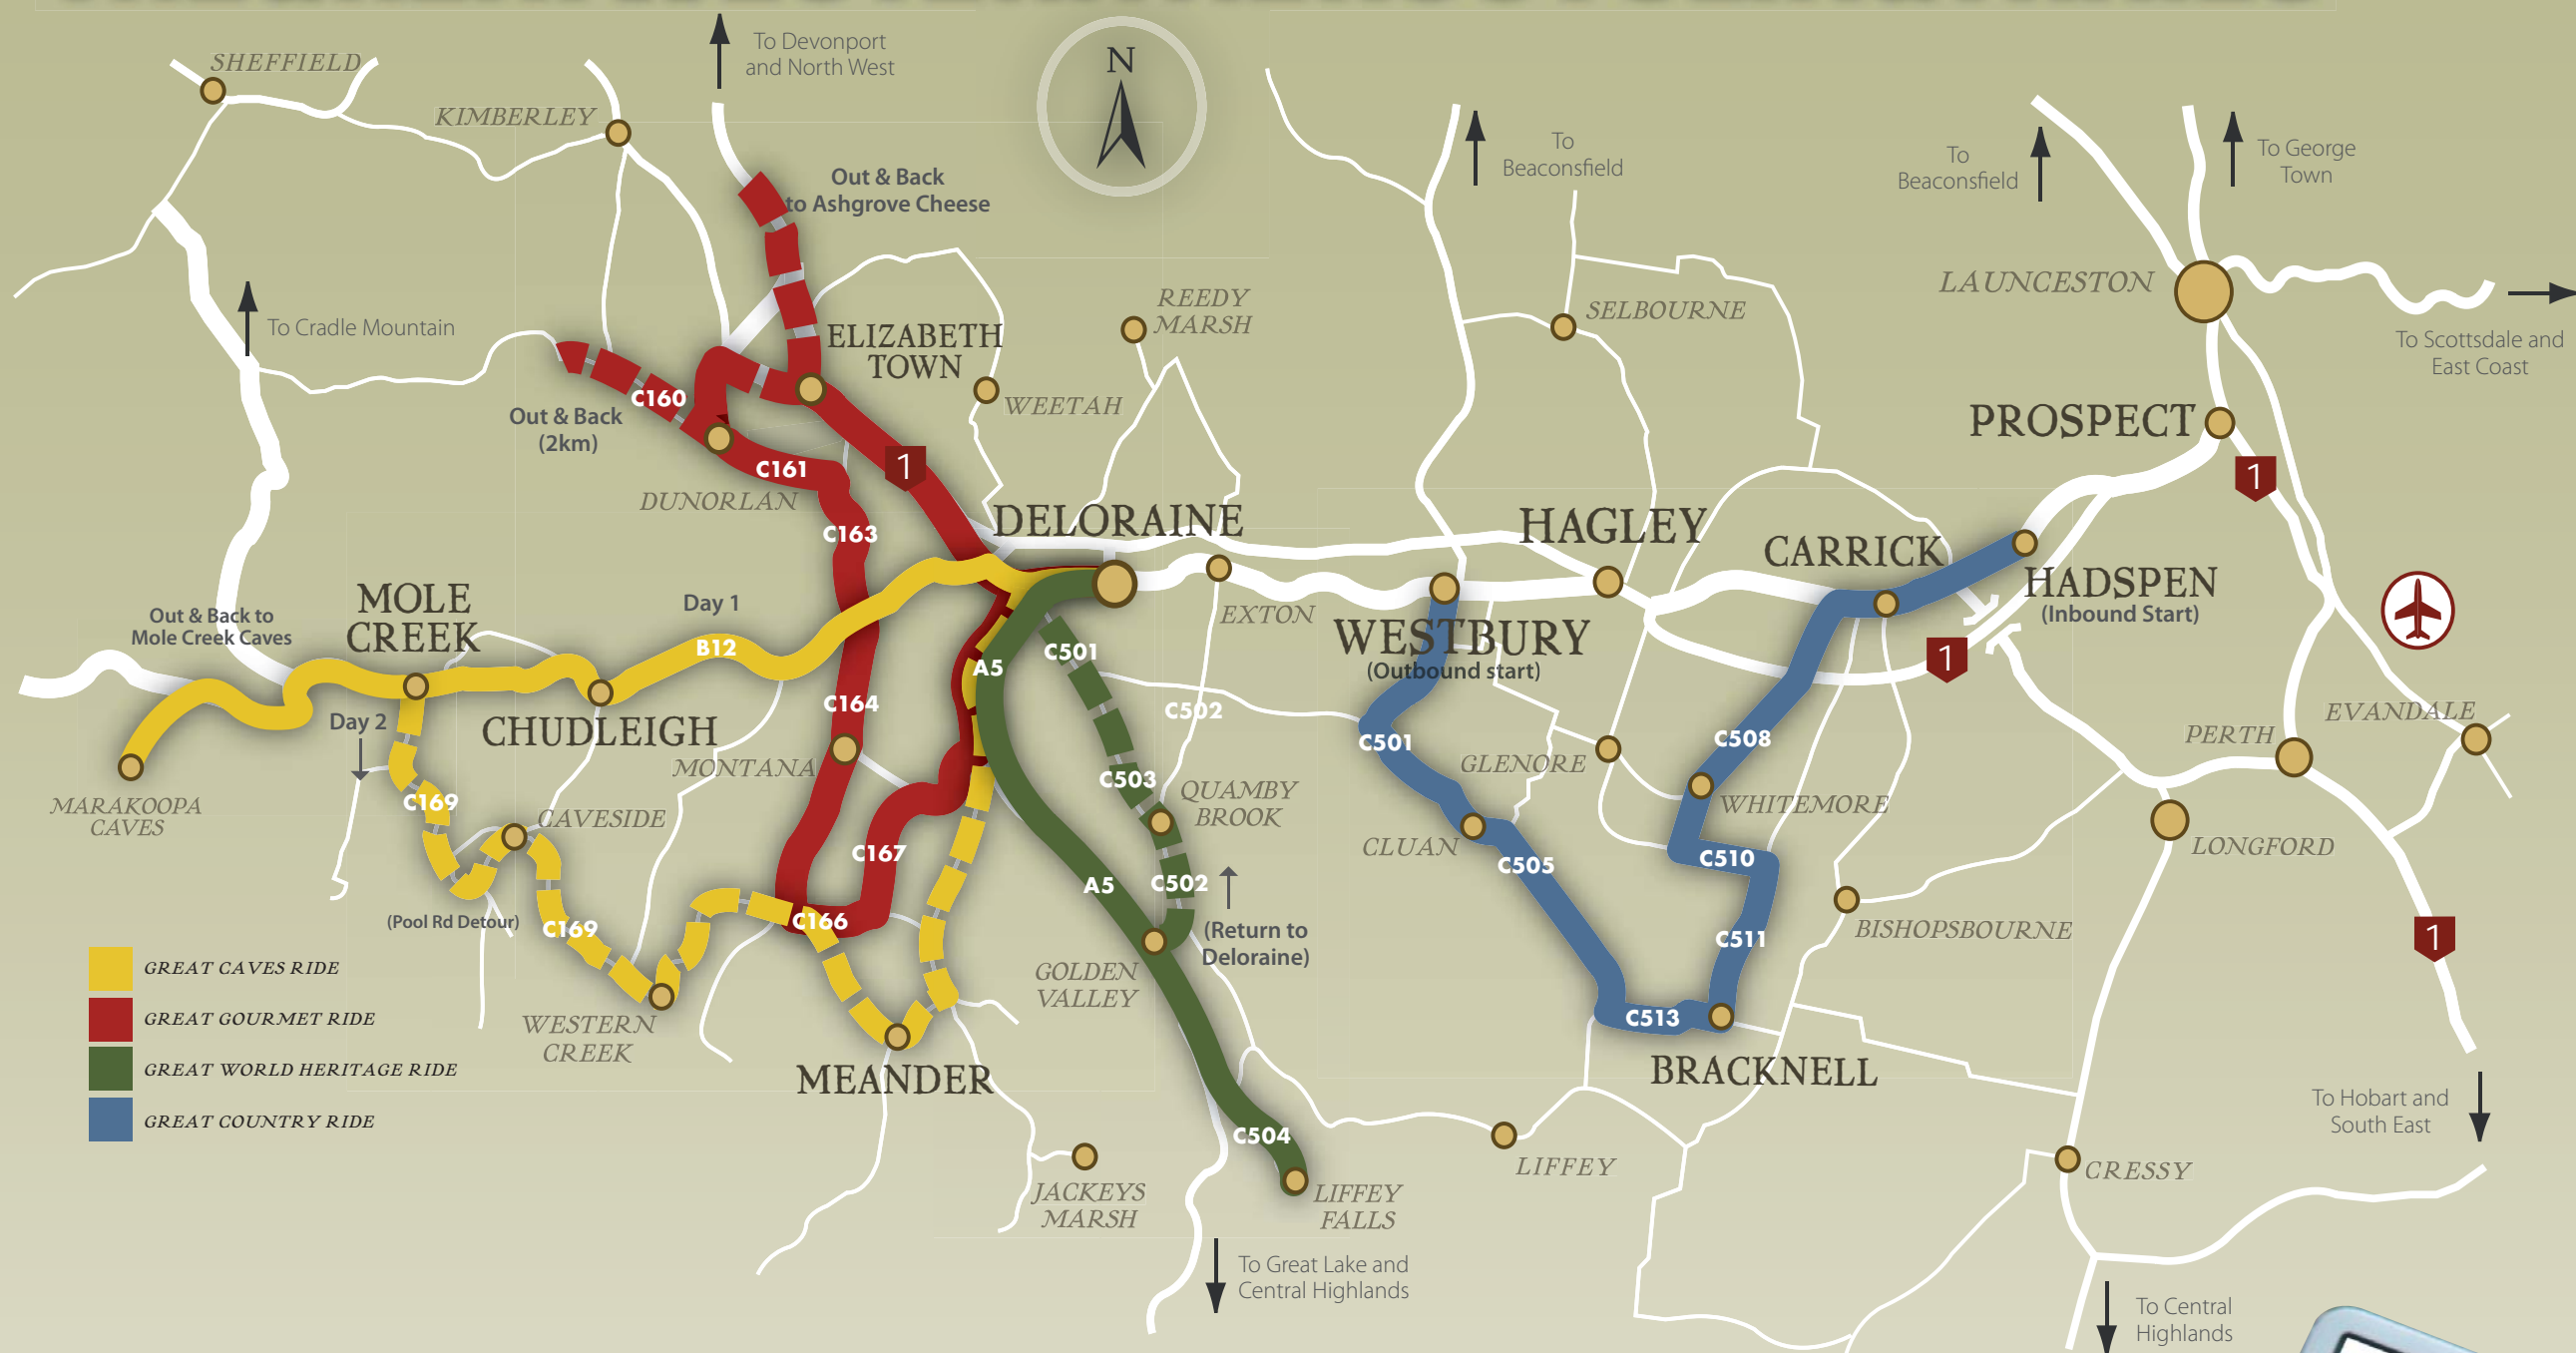 SHEFFIELD
To Devonport
and North West
N
KIMBERLEY
To
Beaconsfield
To
Beaconsfield
To George
Town
Out & Back
to Ashgrove Cheese
To Cradle Mountain
REEDY
MARSH
ELIZABETH
TOWN
SELBOURNE
LAUNCESTON
To Scottsdale and
East Coast
C160
Out & Back
(2km)
WEETAH
PROSPECT
C161
1
1
DUNORLAN
C163
DELORAINE
HAGLEY
CARRICK
HADSPEN
(Inbound Start)
Out & Back to
Mole Creek Caves
MOLE
CREEK
Day 1
B12
EXTON
WESTBURY
(Outbound start)
1
A5
C501
C502
C164
Day 2
CHUDLEIGH
MONTANA
C501
GLENORE
C508
PERTH
EVANDALE
MARAKOOPA
CAVES
C169
CAVESIDE
C503
QUAMBY
BROOK
WHITEMORE
CLUAN
LONGFORD
C167
C505
C510
A5
C502
(Pool Rd Detour)
C169
C166
(Return to
Deloraine)
C511
BISHOPSBOURNE
1
GREAT CAVES RIDE
GREAT GOURMET RIDE
GREAT WORLD HERITAGE RIDE
GREAT COUNTRY RIDE
WESTERN
CREEK
GOLDEN
VALLEY
C513
MEANDER
BRACKNELL
To Hobart and
South East
C504
LIFFEY
CRESSY
JACKEYS
MARSH
LIFFEY
FALLS
To Great Lake and
Central Highlands
To Central
Highlands